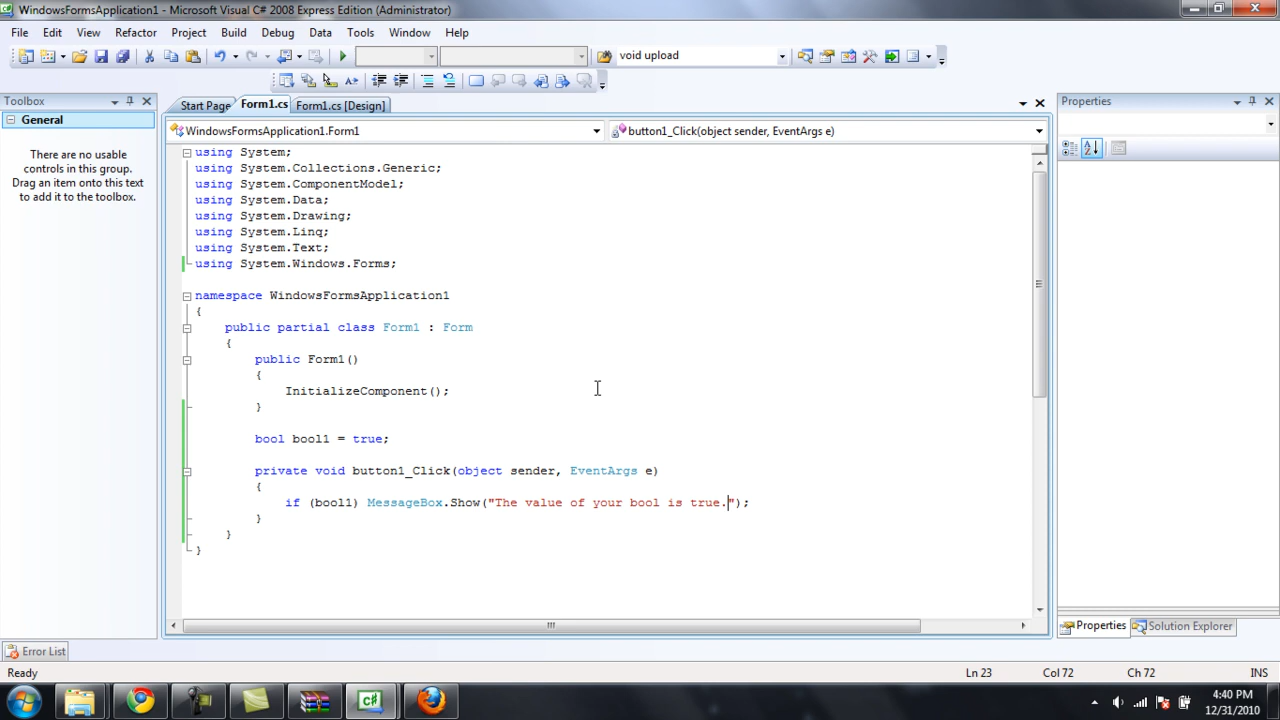 WindowsFormsApplication1 - Microsoft Visual C# 2008 Express Edition (Administrator)
File Edit View Refactor Project Build Debug Data Tools Window Help
void upload
Toolbox
General
There are no usable
controls in this group.
Drag an item onto this text
to add it to the toolbox.
Start Page Form1.cs Form1.cs [Design]
WindowsFormsApplication1.Form1 button1_Click(object sender, EventArgs e)
using System;
using System.Collections.Generic;
using System.ComponentModel;
using System.Data;
using System.Drawing;
using System.Linq;
using System.Text;
using System.Windows.Forms;
namespace WindowsFormsApplication1
{
public partial class Form1 : Form
{
public Form1()
{
InitializeComponent();
}
bool bool1 = true;
private void button1_Click(object sender, EventArgs e)
{
if (bool1) MessageBox.Show("The value of your bool is true.");
}
}
}
Properties
Properties Solution Explorer
Error List
Ready Ln 23 Col 72 Ch 72 INS
4:40 PM
12/31/2010